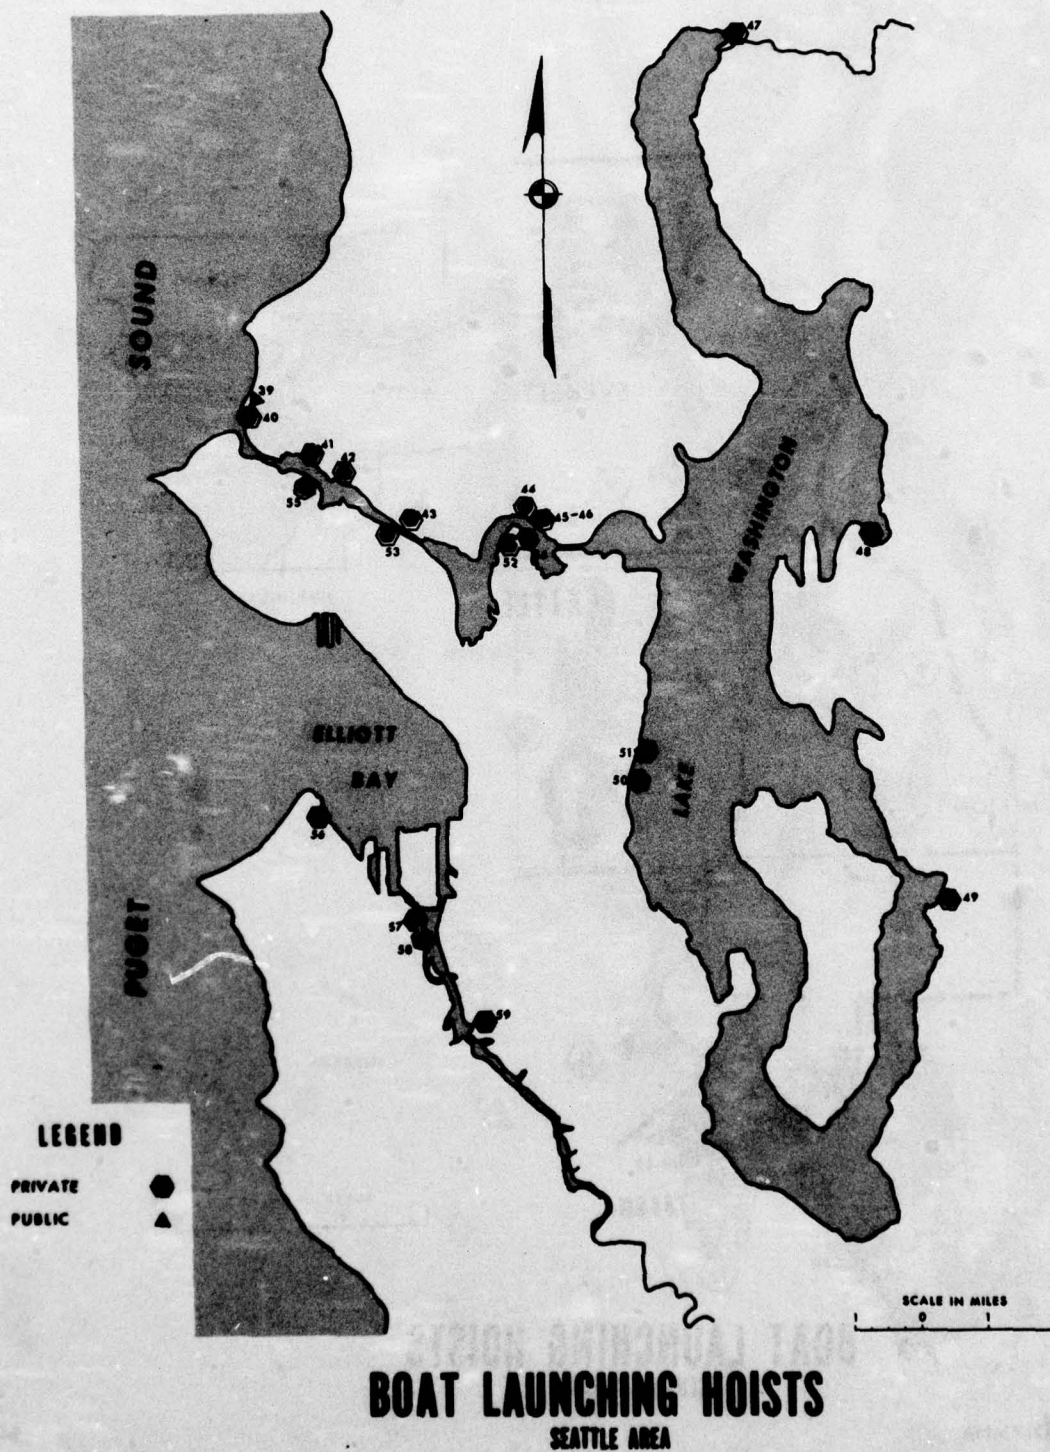 47
SOUND
39
40
41
42
55
43
53
44
45-46
52
WASHINGTON
48
ELLIOTT
BAY
51
50
LAKE
56
49
PUGET
57
58
59
LEGEND
PRIVATE
PUBLIC
SCALE IN MILES
1 0 1
BOAT LAUNCHING HOISTS
SEATTLE AREA